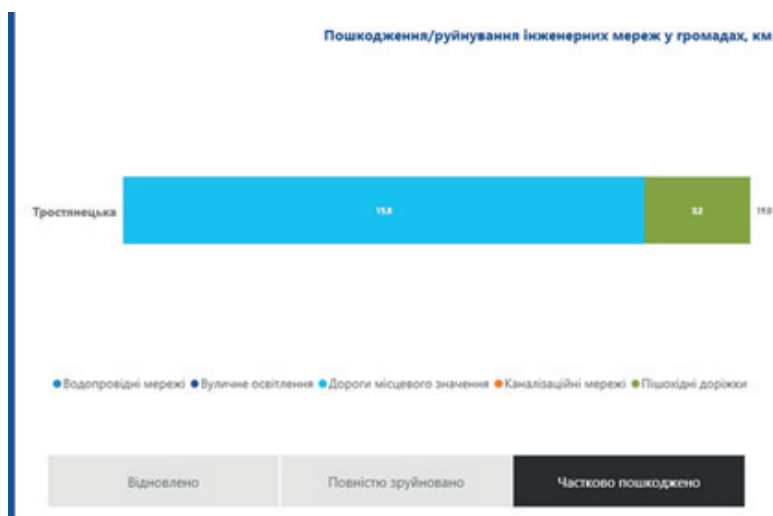 Пошкодження/руйнування інженерних мереж у громадах, км
Тростянецька 15,8 3,2 19,0
Водопровідні мережі Вуличне освітлення Дороги місцевого значення Каналізаційні мережі Пішохідні доріжки
Відновлено Повністю зруйновано Частково пошкоджено